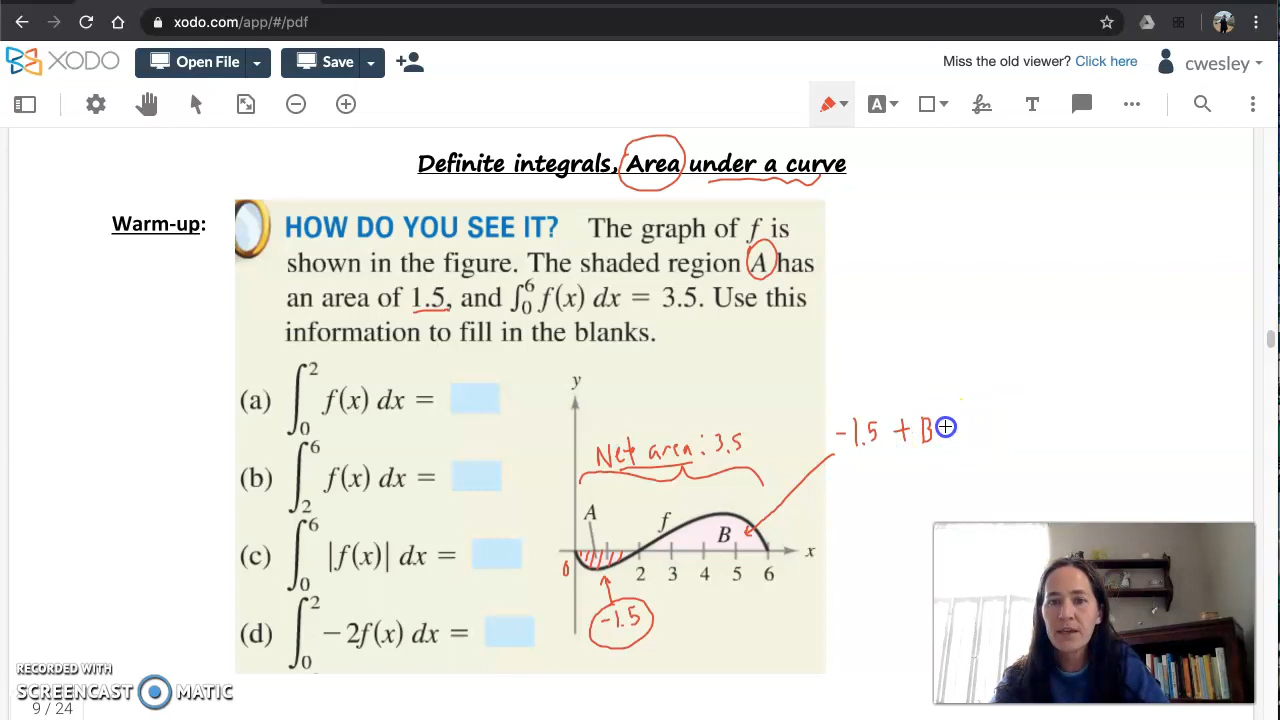 xodo.com/app/#/pdf
XODO Open File Save Miss the old viewer? Click here cwesley
Definite integrals, Area under a curve
Warm-up:
HOW DO YOU SEE IT? The graph of f is
shown in the figure. The shaded region A has
an area of 1.5, and ∫₀⁶ f(x) dx = 3.5. Use this
information to fill in the blanks.
(a) ∫₀² f(x) dx =
(b) ∫₂⁶ f(x) dx =
(c) ∫₀⁶ |f(x)| dx =
(d) ∫₀² −2f(x) dx =
y
Net area: 3.5
-1.5 + B
A f B
x
0 2 3 4 5 6
-1.5
RECORDED WITH
SCREENCAST MATIC
9 / 24